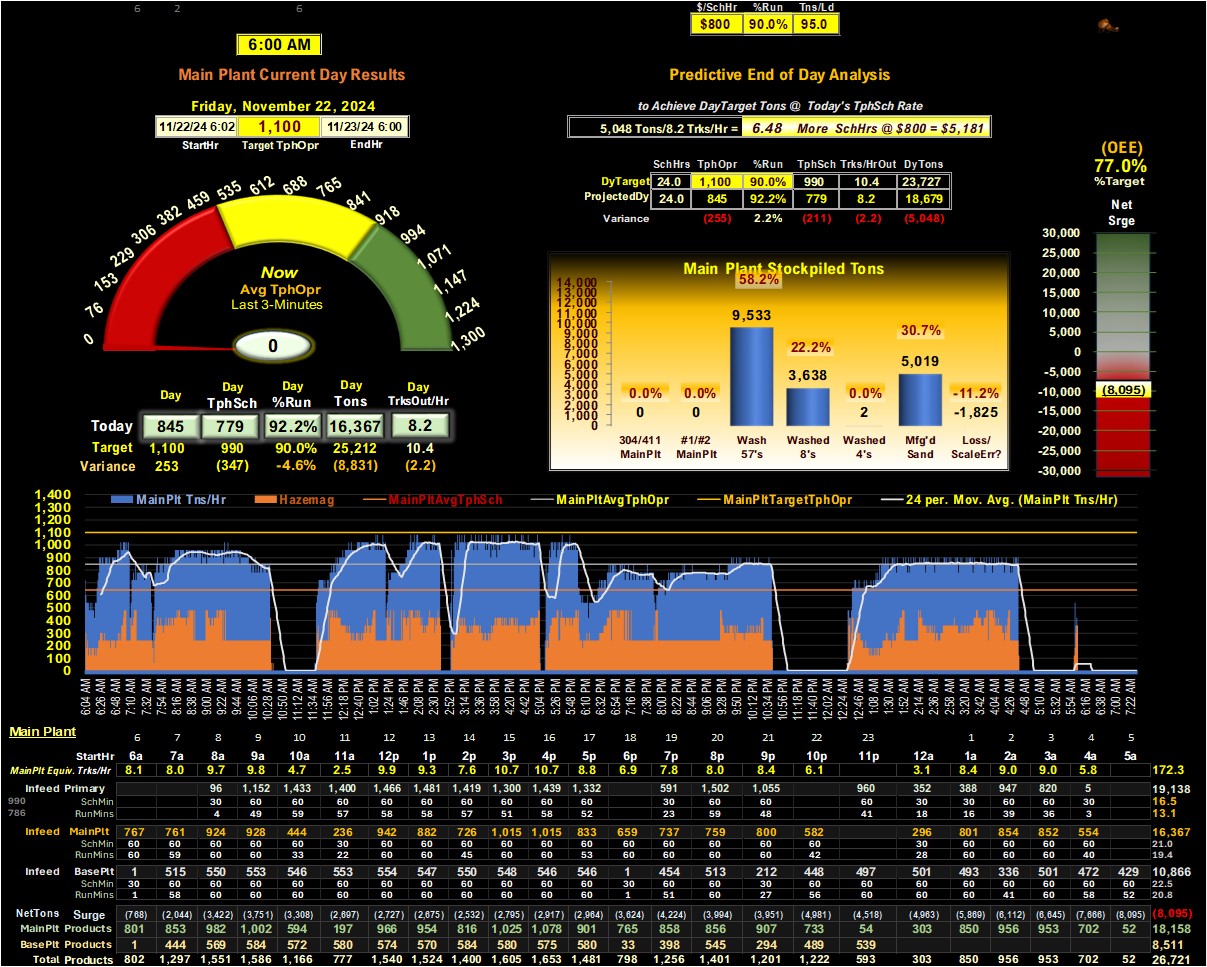 6 2 6
$/SchHr %Run Tns/Ld
$800 90.0% 95.0
6:00 AM
Main Plant Current Day Results
Predictive End of Day Analysis
Friday, November 22, 2024
to Achieve DayTarget Tons @ Today's TphSch Rate
11/22/24 6:02 1,100 11/23/24 6:00
StartHr Target TphOpr EndHr
5,048 Tons/8.2 Trks/Hr = 6.48 More SchHrs @ $800 = $5,181
(OEE)
77.0%
%Target
SchHrs TphOpr %Run TphSch Trks/HrOut DyTons
DyTarget 24.0 1,100 90.0% 990 10.4 23,727
ProjectedDy 24.0 845 92.2% 779 8.2 18,679
Variance (255) 2.2% (211) (2.2) (5,048)
Net
Srge
30,000
25,000
20,000
15,000
10,000
5,000
0
-5,000
-10,000
-15,000
-20,000
-25,000
-30,000
(8,095)
0 76 153 229 306 382 459 535 612 688 765 841 918 994 1,071 1,147 1,224 1,300
Now
Avg TphOpr
Last 3-Minutes
0
Main Plant Stockpiled Tons
14,000
13,000
12,000
11,000
10,000
9,000
8,000
7,000
6,000
5,000
4,000
3,000
2,000
1,000
0
0.0% 0.0% 58.2% 22.2% 0.0% 30.7% -11.2%
0 0 9,533 3,638 2 5,019 -1,825
304/411 #1/#2 Wash Washed Washed Mfg'd Loss/
MainPlt MainPlt 57's 8's 4's Sand ScaleErr?
Day Day Day Day Day
TphSch %Run Tons TrksOut/Hr
Today 845 779 92.2% 16,367 8.2
Target 1,100 990 90.0% 25,212 10.4
Variance 253 (347) -4.6% (8,831) (2.2)
MainPlt Tns/Hr Hazemag MainPltAvgTphSch MainPltAvgTphOpr MainPltTargetTphOpr 24 per. Mov. Avg. (MainPlt Tns/Hr)
1,400
1,300
1,200
1,100
1,000
900
800
700
600
500
400
300
200
100
0
6:04 AM 6:26 AM 6:48 AM 7:10 AM 7:32 AM 7:54 AM 8:16 AM 8:38 AM 9:00 AM 9:22 AM 9:44 AM 10:06 AM 10:28 AM 10:50 AM 11:12 AM 11:34 AM 11:56 AM 12:18 PM 12:40 PM 1:02 PM 1:24 PM 1:46 PM 2:08 PM 2:30 PM 2:52 PM 3:14 PM 3:36 PM 3:58 PM 4:20 PM 4:42 PM 5:04 PM 5:26 PM 5:48 PM 6:10 PM 6:32 PM 6:54 PM 7:16 PM 7:38 PM 8:00 PM 8:22 PM 8:44 PM 9:06 PM 9:28 PM 9:50 PM 10:12 PM 10:34 PM 10:56 PM 11:18 PM 11:40 PM 12:02 AM 12:24 AM 12:46 AM 1:08 AM 1:30 AM 1:52 AM 2:14 AM 2:36 AM 2:58 AM 3:20 AM 3:42 AM 4:04 AM 4:26 AM 4:48 AM 5:10 AM 5:32 AM 5:54 AM 6:16 AM 6:38 AM 7:00 AM 7:22 AM
Main Plant
6 7 8 9 10 11 12 13 14 15 16 17 18 19 20 21 22 23 1 2 3 4 5
StartHr 6a 7a 8a 9a 10a 11a 12p 1p 2p 3p 4p 5p 6p 7p 8p 9p 10p 11p 12a 1a 2a 3a 4a 5a
MainPlt Equiv. Trks/Hr 8.1 8.0 9.7 9.8 4.7 2.5 9.9 9.3 7.6 10.7 10.7 8.8 6.9 7.8 8.0 8.4 6.1 3.1 8.4 9.0 9.0 5.8 172.3
Infeed Primary 96 1,152 1,433 1,400 1,466 1,481 1,419 1,300 1,439 1,332 591 1,502 1,055 960 352 388 947 820 5 19,138
990 SchMin 30 60 60 60 60 60 60 60 60 60 30 60 30 60 30 30 60 60 30 16.5
786 RunMins 4 49 59 57 58 58 57 51 58 52 23 59 48 41 18 16 39 36 3 13.1
Infeed MainPlt 767 761 924 928 444 236 942 882 726 1,015 1,015 833 659 737 759 800 582 296 801 854 852 554 16,367
SchMin 60 60 60 60 60 30 60 60 60 60 60 60 60 60 60 60 60 30 60 60 60 60 21.0
RunMins 60 59 60 60 33 22 60 60 45 60 60 53 60 60 60 60 42 28 60 60 60 40 19.4
Infeed BasePlt 1 515 550 553 546 553 554 547 550 548 546 546 1 454 513 212 448 501 493 336 501 472 429 10,866
SchMin 30 60 60 60 60 60 60 60 60 60 60 60 30 60 60 30 60 60 60 60 60 60 60 22.5
RunMins 1 58 60 60 60 60 60 60 60 60 60 60 1 51 60 27 56 60 60 41 60 58 52 20.8
NetTons Surge (768) (2,044) (3,422) (3,751) (3,308) (2,697) (2,727) (2,675) (2,532) (2,795) (2,917) (2,964) (3,624) (4,224) (3,994) (3,951) (4,981) (4,518) (4,963) (5,869) (6,112) (6,645) (7,666) (8,095) (8,095)
MainPlt Products 801 853 982 1,002 594 197 966 954 816 1,025 1,078 901 765 858 856 907 733 54 303 850 956 953 702 52 18,158
BasePlt Products 1 444 569 584 572 580 574 570 584 580 575 580 33 398 545 294 489 539 8,511
Total Products 802 1,297 1,551 1,586 1,166 777 1,540 1,524 1,400 1,605 1,653 1,481 798 1,256 1,401 1,201 1,222 593 303 850 956 953 702 52 26,721